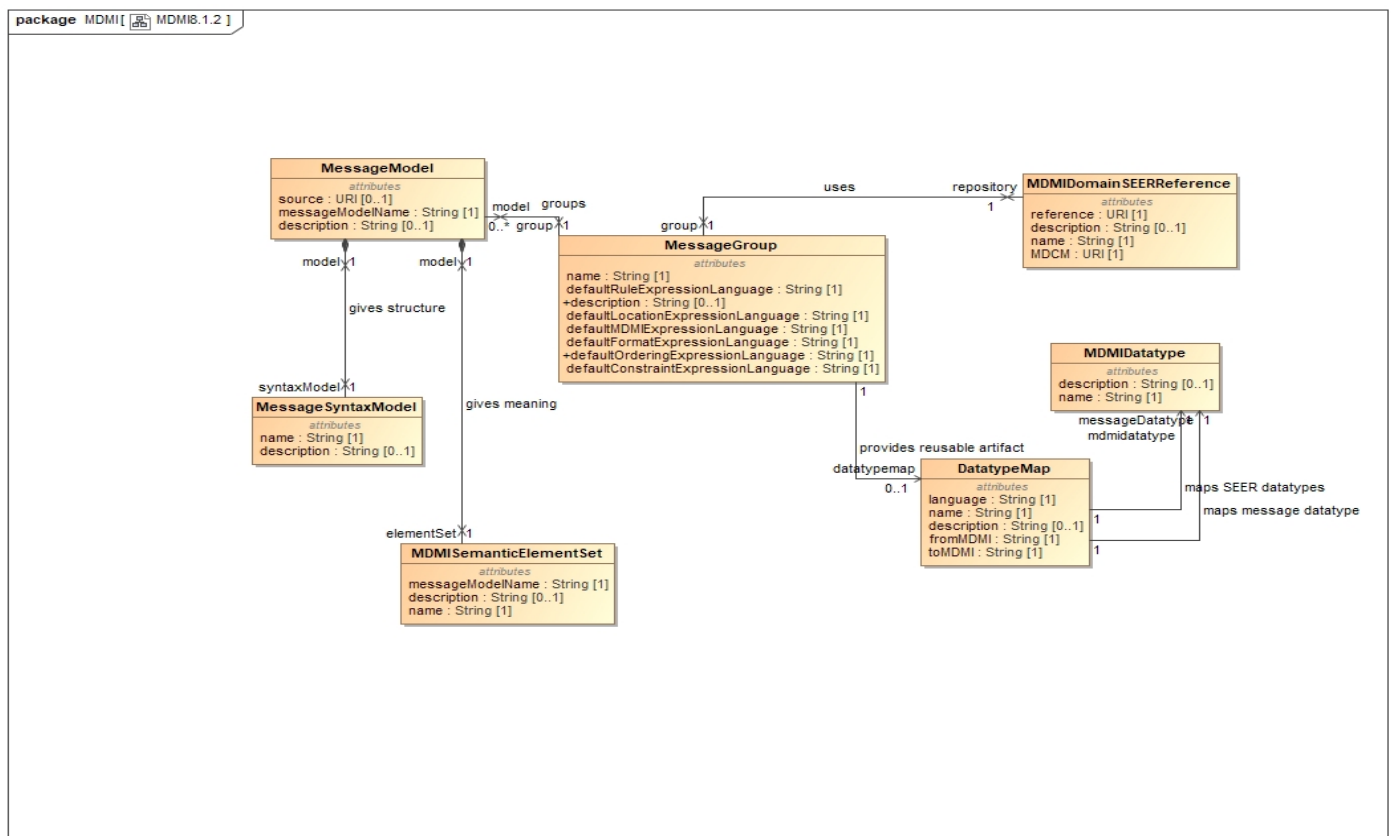 package MDMI[ MDMI8.1.2 ]
MessageModel
attributes
source : URI [0..1]
messageModelName : String [1]
description : String [0..1]
model
groups
0..*
group
1
model
1
model
1
gives structure
syntaxModel
1
MessageSyntaxModel
attributes
name : String [1]
description : String [0..1]
gives meaning
elementSet
1
MDMISemanticElementSet
attributes
messageModelName : String [1]
description : String [0..1]
name : String [1]
uses
repository
1
group
1
MessageGroup
attributes
name : String [1]
defaultRuleExpressionLanguage : String [1]
+description : String [0..1]
defaultLocationExpressionLanguage : String [1]
defaultMDMIExpressionLanguage : String [1]
defaultFormatExpressionLanguage : String [1]
+defaultOrderingExpressionLanguage : String [1]
defaultConstraintExpressionLanguage : String [1]
1
provides reusable artifact
datatypemap
0..1
MDMIDomainSEERReference
attributes
reference : URI [1]
description : String [0..1]
name : String [1]
MDCM : URI [1]
MDMIDatatype
attributes
description : String [0..1]
name : String [1]
messageDatatype
1
1
mdmidatatype
DatatypeMap
attributes
language : String [1]
name : String [1]
description : String [0..1]
fromMDMI : String [1]
toMDMI : String [1]
maps SEER datatypes
1
maps message datatype
1